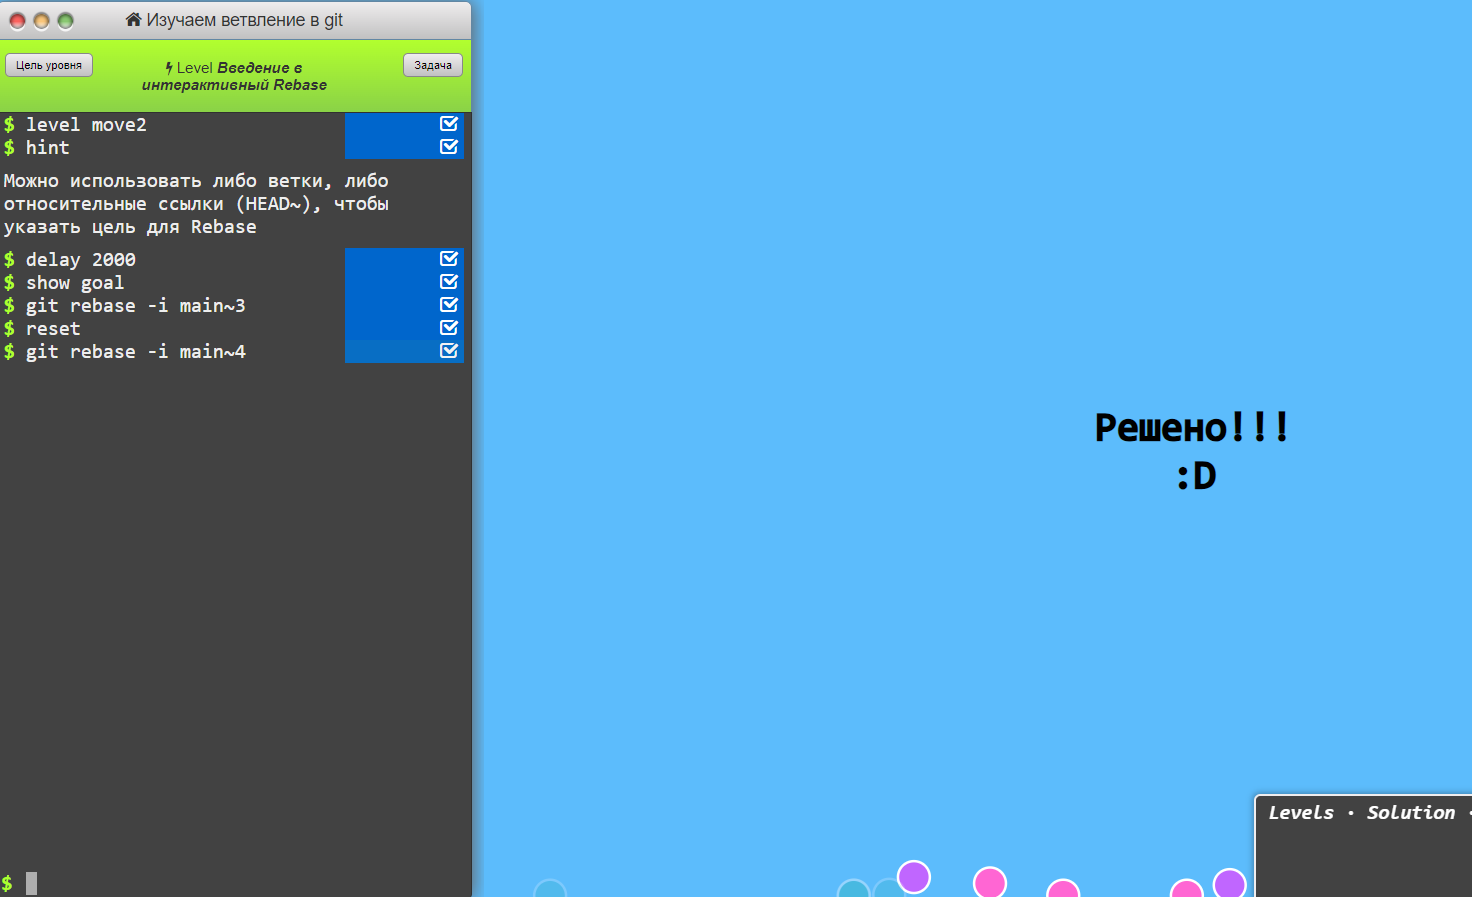 Изучаем ветвление в git
Цель уровня
Level Введение в
интерактивный Rebase
Задача
$ level move2
$ hint
Можно использовать либо ветки, либо
относительные ссылки (HEAD~), чтобы
указать цель для Rebase
$ delay 2000
$ show goal
$ git rebase -i main~3
$ reset
$ git rebase -i main~4
$
Решено!!!
:D
Levels · Solution ·